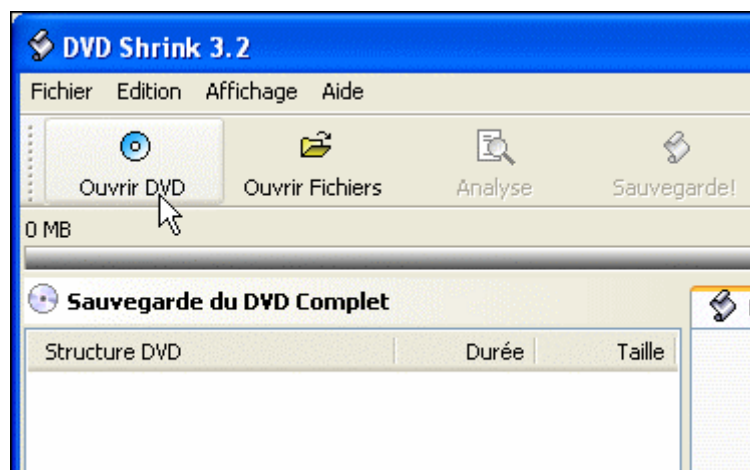 DVD Shrink 3.2
Fichier Edition Affichage Aide
Ouvrir DVD Ouvrir Fichiers Analyse Sauvegarde!
0 MB
Sauvegarde du DVD Complet
Structure DVD Durée Taille